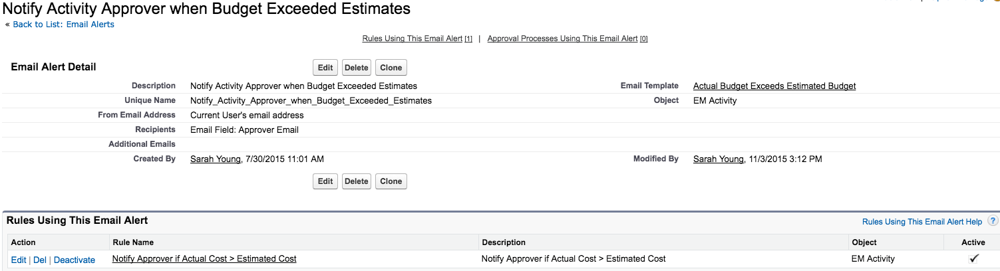 Notify Activity Approver when Budget Exceeded Estimates
« Back to List: Email Alerts
Rules Using This Email Alert [1] | Approval Processes Using This Email Alert [0]
Email Alert Detail Edit Delete Clone
Description Notify Activity Approver when Budget Exceeded Estimates Email Template Actual Budget Exceeds Estimated Budget
Unique Name Notify_Activity_Approver_when_Budget_Exceeded_Estimates Object EM Activity
From Email Address Current User's email address
Recipients Email Field: Approver Email
Additional Emails
Created By Sarah Young, 7/30/2015 11:01 AM Modified By Sarah Young, 11/3/2015 3:12 PM
Edit Delete Clone
Rules Using This Email Alert Rules Using This Email Alert Help ?
Action Rule Name Description Object Active
Edit | Del | Deactivate Notify Approver if Actual Cost > Estimated Cost Notify Approver if Actual Cost > Estimated Cost EM Activity ✓